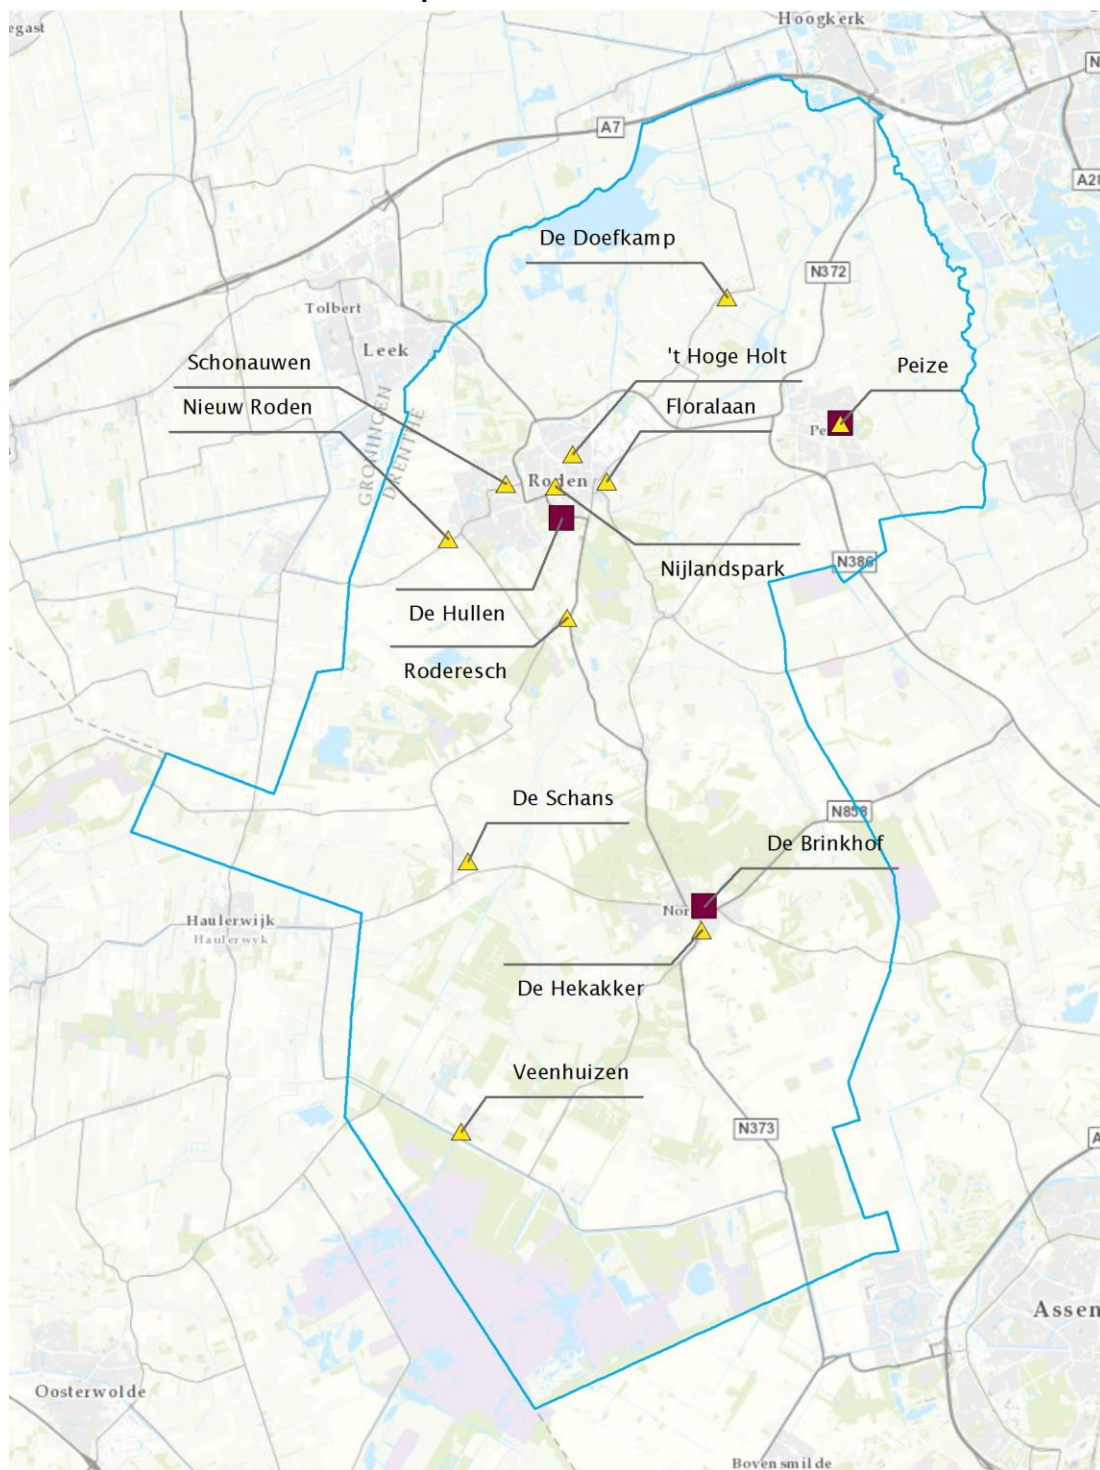 egast
Hoogkerk
N
A7
A28
De Doefkamp
N372
Tolbert
Leek
Schonauwen
't Hoge Holt
Peize
Nieuw Roden
Floralaan
GRONINGEN
DRENTHE
Pe
Roden
N386
Nijlandspark
De Hullen
Roderesch
De Schans
N858
De Brinkhof
Nor
Haulerwijk
Haulerwyk
De Hekakker
Veenhuizen
N373
A
Assen
Oosterwolde
Bovensmilde